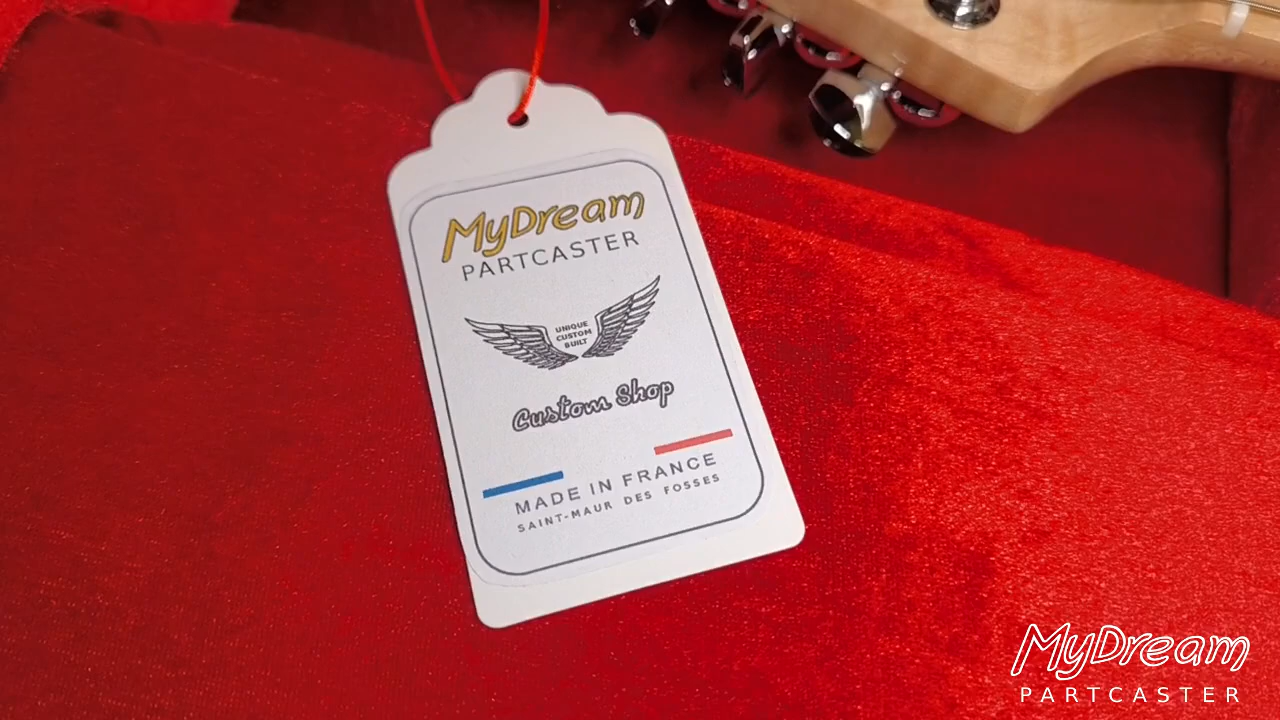 MyDream
PARTCASTER
UNIQUE
CUSTOM
BUILT
Custom Shop
MADE IN FRANCE
SAINT-MAUR DES FOSSES
MyDream
PARTCASTER